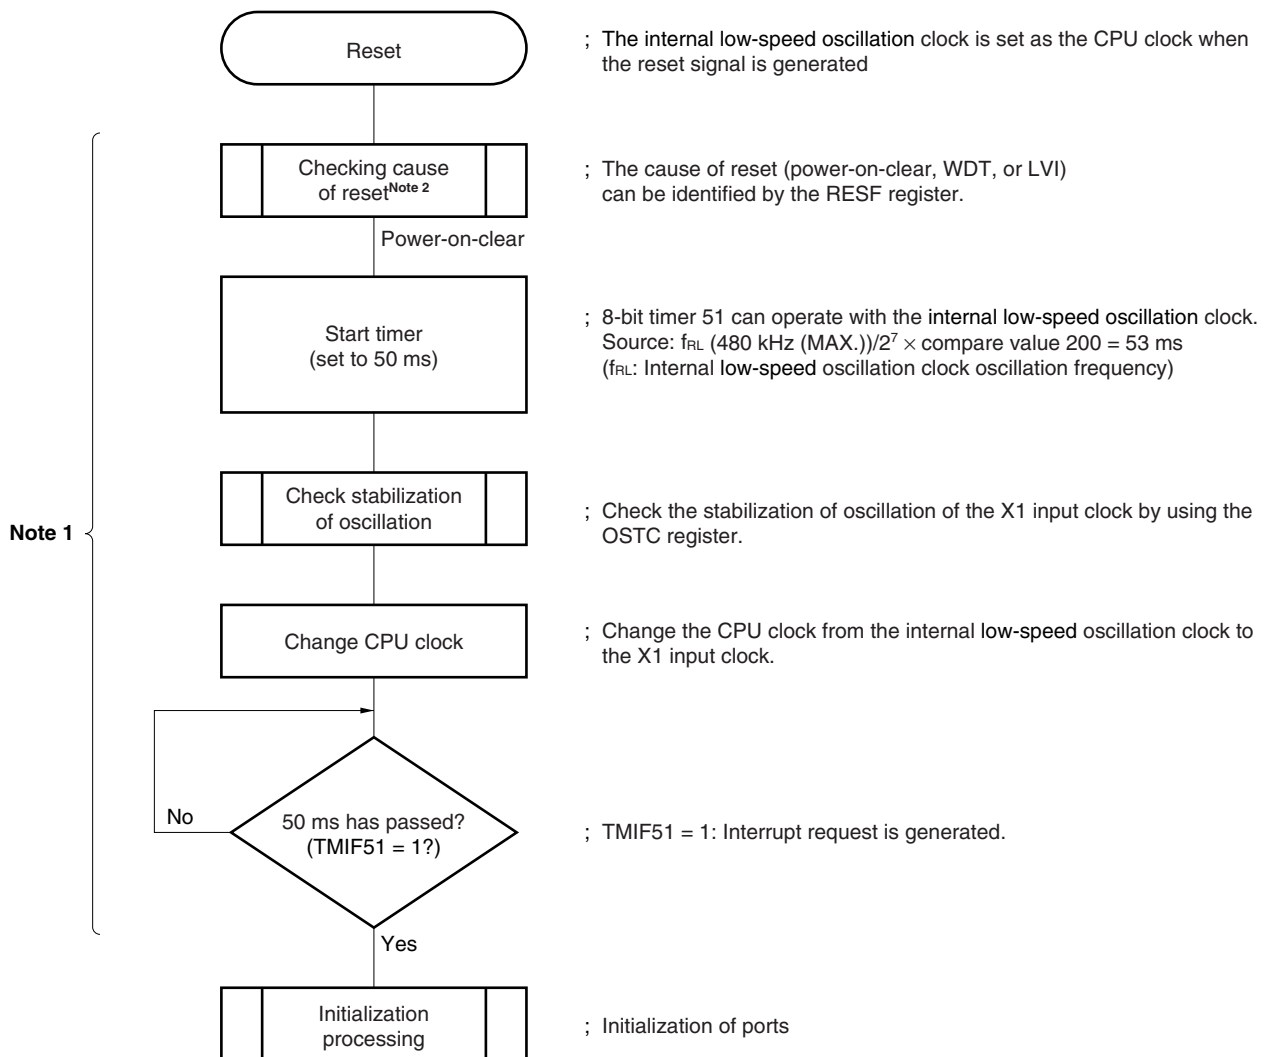 Reset
; The internal low-speed oscillation clock is set as the CPU clock when
the reset signal is generated
Checking cause
of reset^Note 2
; The cause of reset (power-on-clear, WDT, or LVI)
can be identified by the RESF register.
Power-on-clear
Start timer
(set to 50 ms)
; 8-bit timer 51 can operate with the internal low-speed oscillation clock.
Source: fRL (480 kHz (MAX.))/2⁷ × compare value 200 = 53 ms
(fRL: Internal low-speed oscillation clock oscillation frequency)
Check stabilization
of oscillation
; Check the stabilization of oscillation of the X1 input clock by using the
OSTC register.
Note 1
Change CPU clock
; Change the CPU clock from the internal low-speed oscillation clock to
the X1 input clock.
No
50 ms has passed?
(TMIF51 = 1?)
; TMIF51 = 1: Interrupt request is generated.
Yes
Initialization
processing
; Initialization of ports